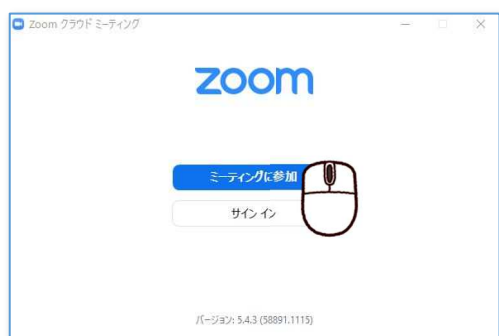 Zoom クラウド ミーティング
zoom
ミーティングに参加
サイン イン
バージョン: 5.4.3 (58891.1115)